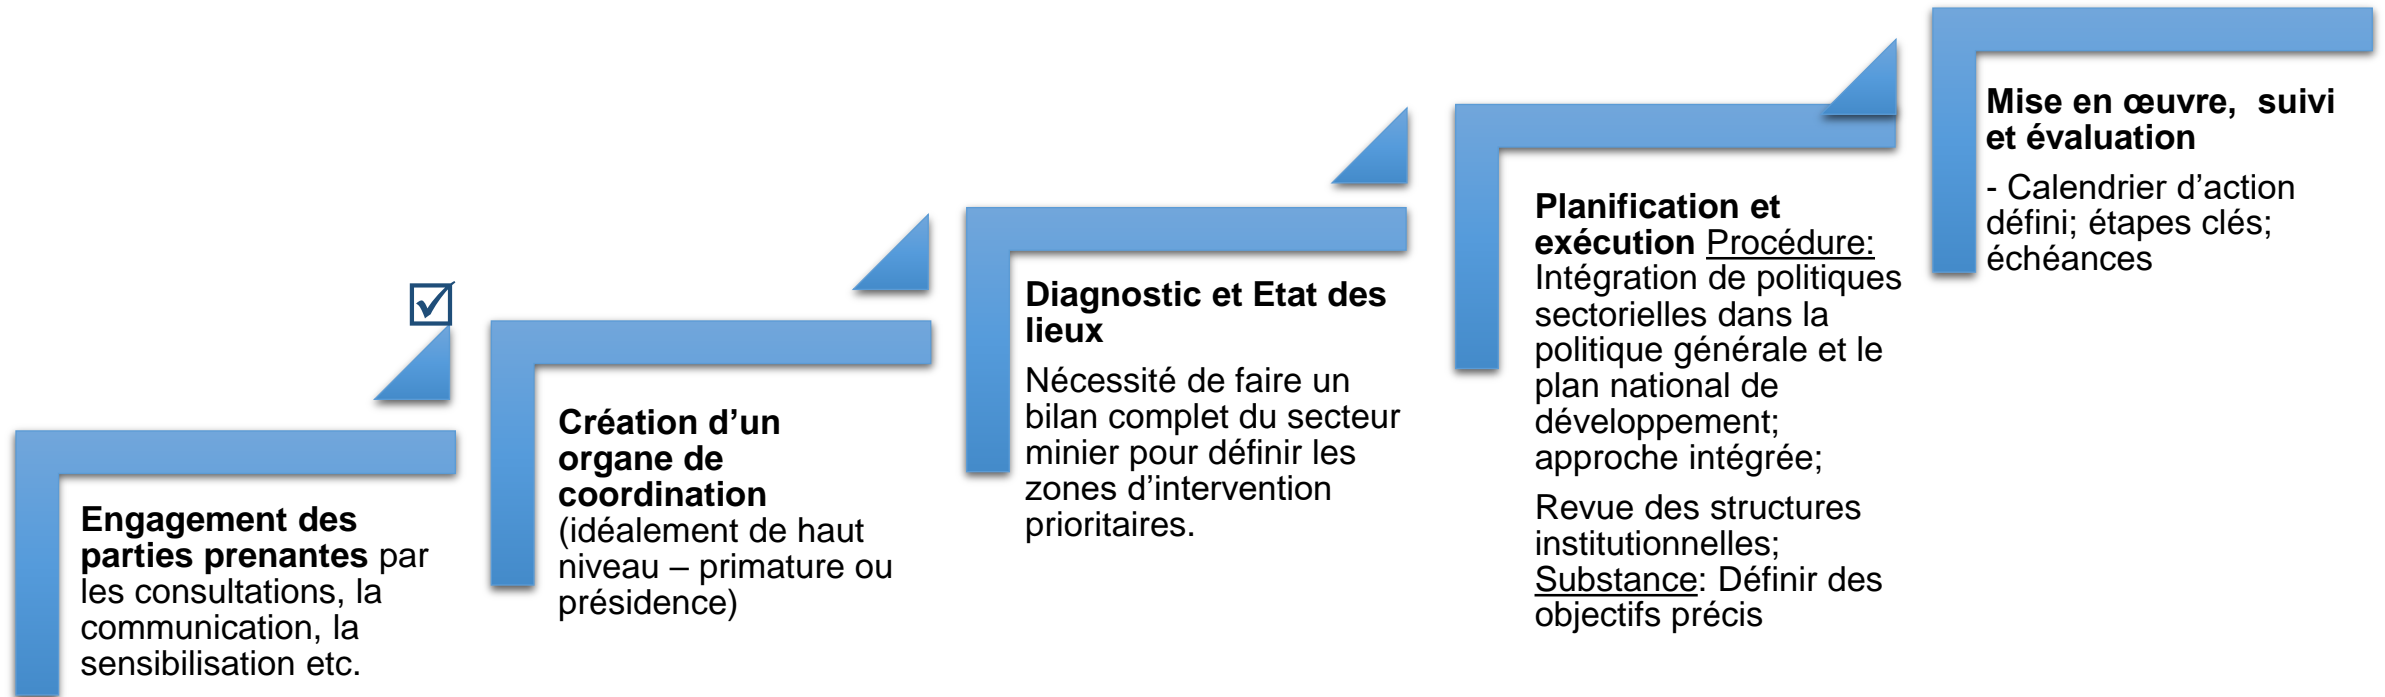 Engagement des
parties prenantes par
les consultations, la
communication, la
sensibilisation etc.
Création d’un
organe de
coordination
(idéalement de haut
niveau – primature ou
présidence)
Diagnostic et Etat des
lieux
Nécessité de faire un
bilan complet du secteur
minier pour définir les
zones d’intervention
prioritaires.
Planification et
exécution Procédure:
Intégration de politiques
sectorielles dans la
politique générale et le
plan national de
développement;
approche intégrée;
Revue des structures
institutionnelles;
Substance: Définir des
objectifs précis
Mise en œuvre,  suivi
et évaluation
- Calendrier d’action
défini; étapes clés;
échéances